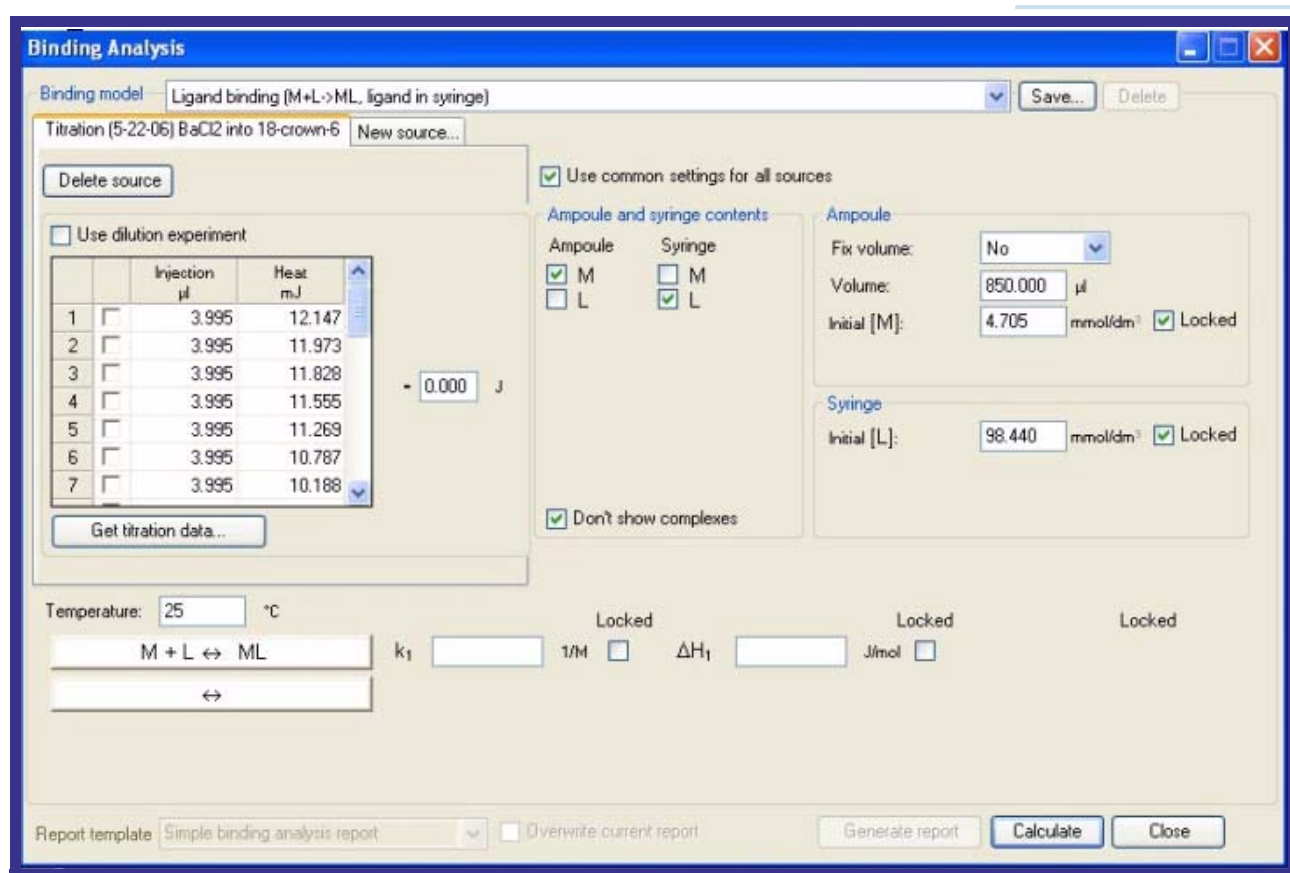 Binding Analysis
Binding model Ligand binding (M+L->ML, ligand in syringe) Save... Delete
Titration (5-22-06) BaCl2 into 18-crown-6 New source...
Delete source Use common settings for all sources
Ampoule and syringe contents Ampoule
Use dilution experiment Ampoule Syringe Fix volume: No
Injection µl Heat mJ M M Volume: 850.000 µl
L L Initial [M]: 4.705 mmol/dm³ Locked
1 3.995 12.147
2 3.995 11.973
3 3.995 11.828
- 0.000 J
4 3.995 11.555
Syringe
5 3.995 11.269
Initial [L]: 98.440 mmol/dm³ Locked
6 3.995 10.787
7 3.995 10.188
Get titration data... Don't show complexes
Temperature: 25 °C
Locked Locked Locked
M + L ↔ ML k₁ 1/M ΔH₁ J/mol
↔
Report template Simple binding analysis report Overwrite current report Generate report Calculate Close